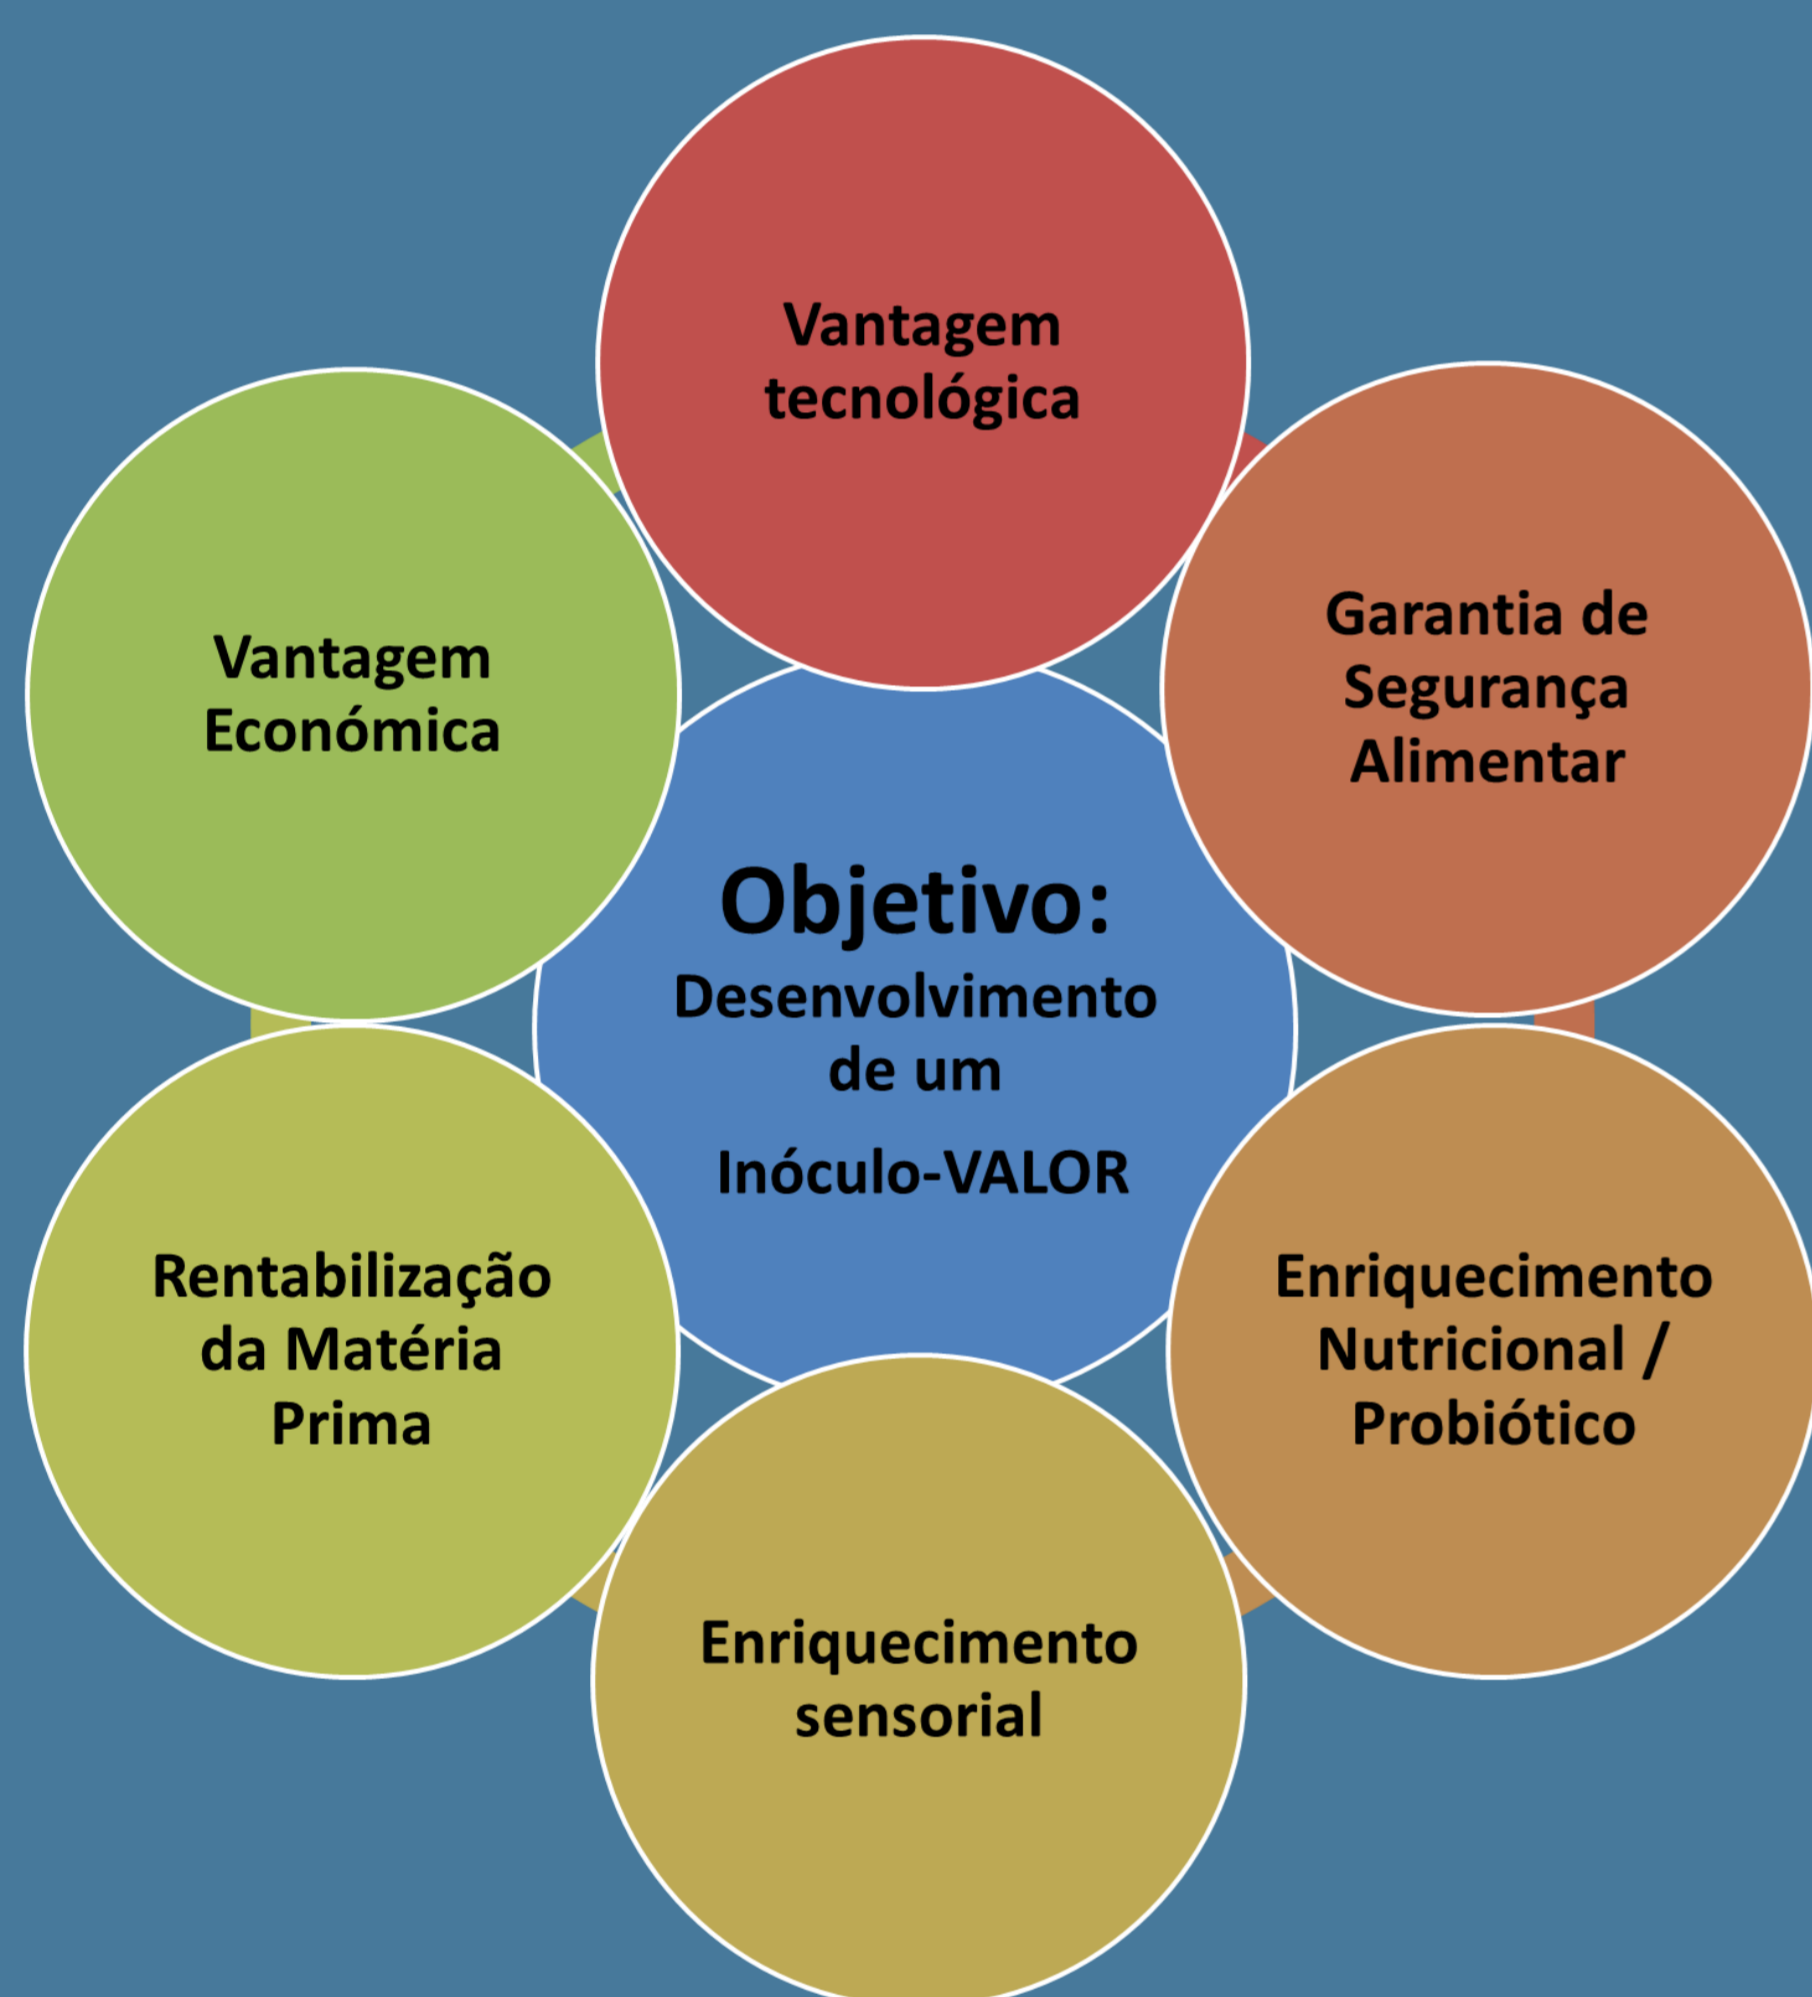 Vantagem
tecnológica
Garantia de
Segurança
Alimentar
Vantagem
Económica
Objetivo:
Desenvolvimento
de um
Inóculo-VALOR
Enriquecimento
Nutricional /
Probiótico
Rentabilização
da Matéria
Prima
Enriquecimento
sensorial